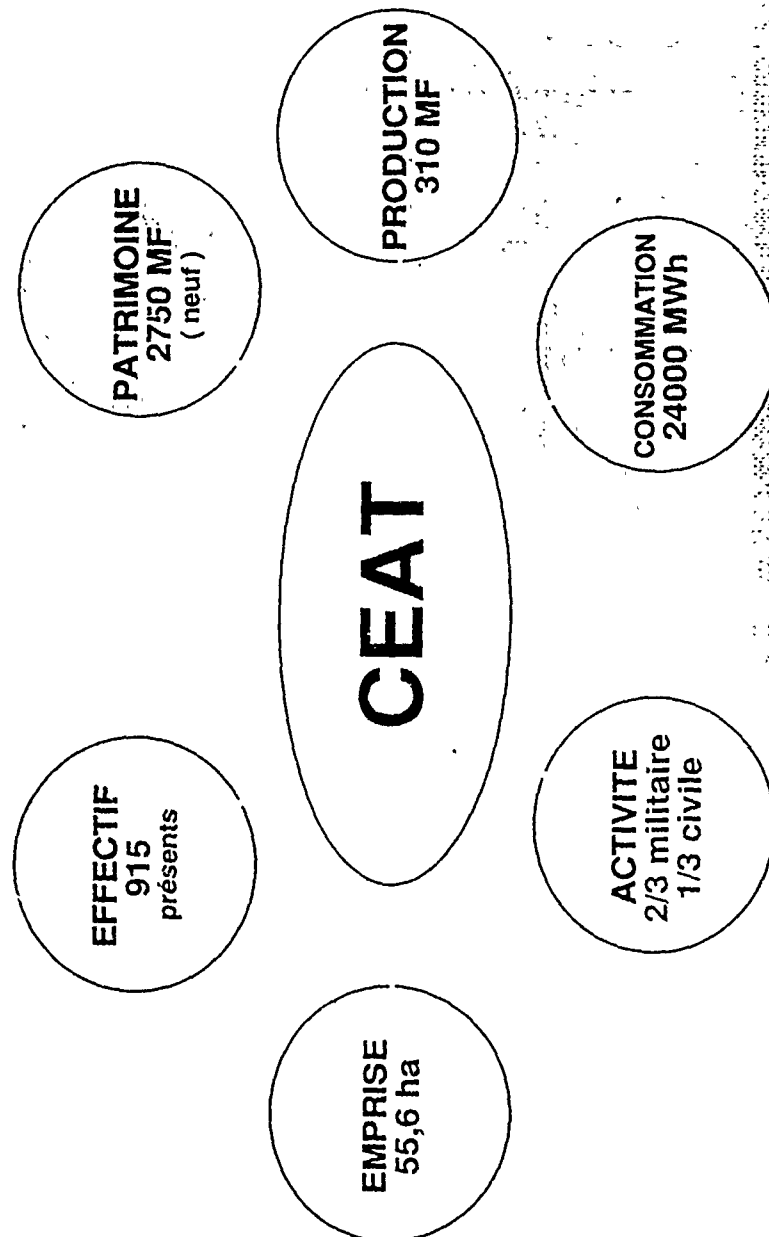 EFFECTIF
915
présents
PATRIMOINE
2750 MF
( neuf )
EMPRISE
55,6 ha
CEAT
PRODUCTION
310 MF
ACTIVITE
2/3 militaire
1/3 civile
CONSOMMATION
24000 MWh